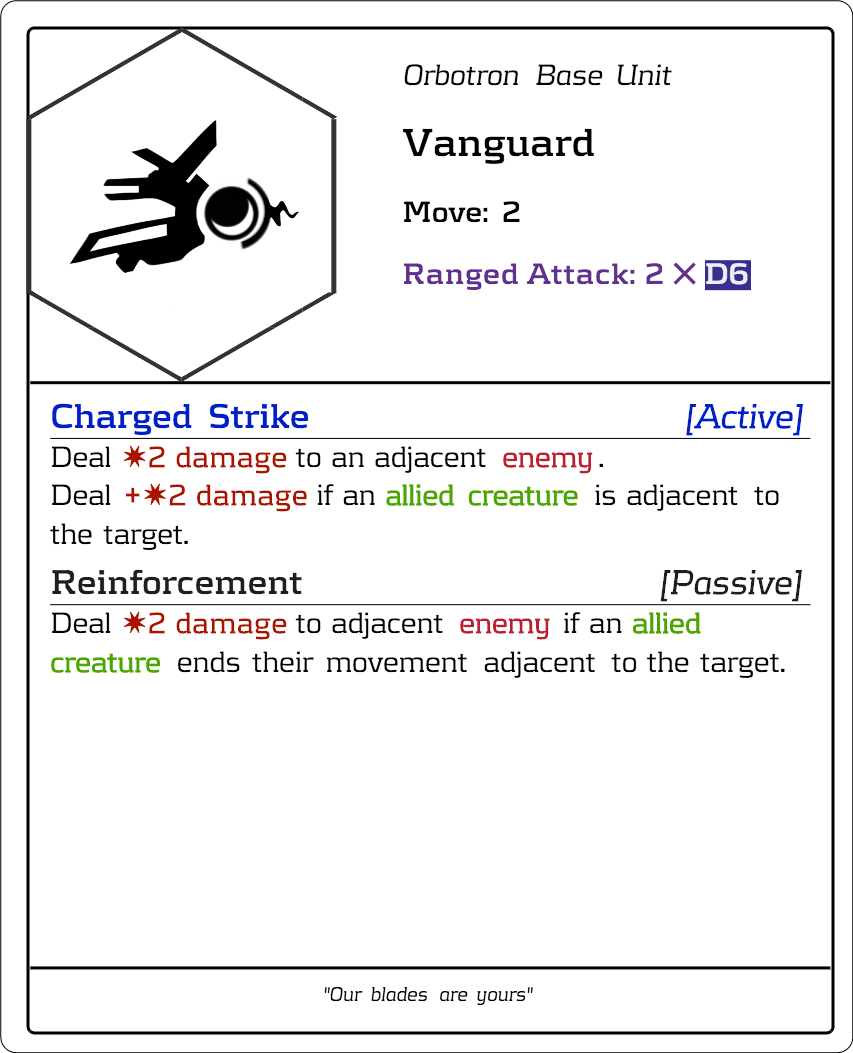 Orbotron Base Unit
Vanguard
Move: 2
Ranged Attack: 2 × D6
Charged Strike [Active]
Deal ✷2 damage to an adjacent enemy.
Deal +✷2 damage if an allied creature is adjacent to
the target.
Reinforcement [Passive]
Deal ✷2 damage to adjacent enemy if an allied
creature ends their movement adjacent to the target.
"Our blades are yours"